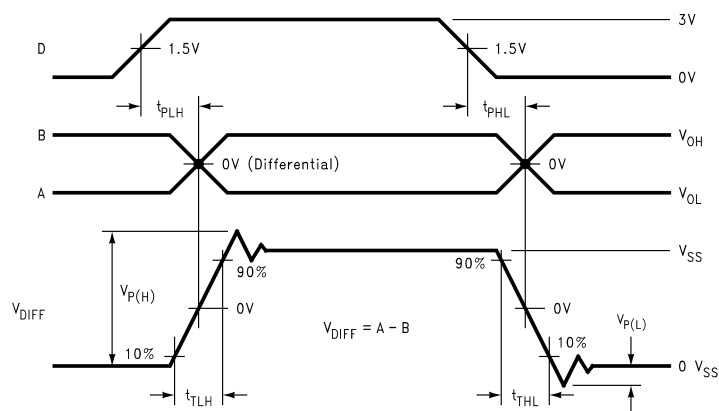 3V
D
1.5V
1.5V
0V
tPLH
tPHL
B
VOH
0V (Differential)
0V
A
VOL
VSS
90%
90%
VP(H)
VDIFF
0V
0V
VDIFF = A - B
VP(L)
10%
10%
0 VSS
tTLH
tTHL